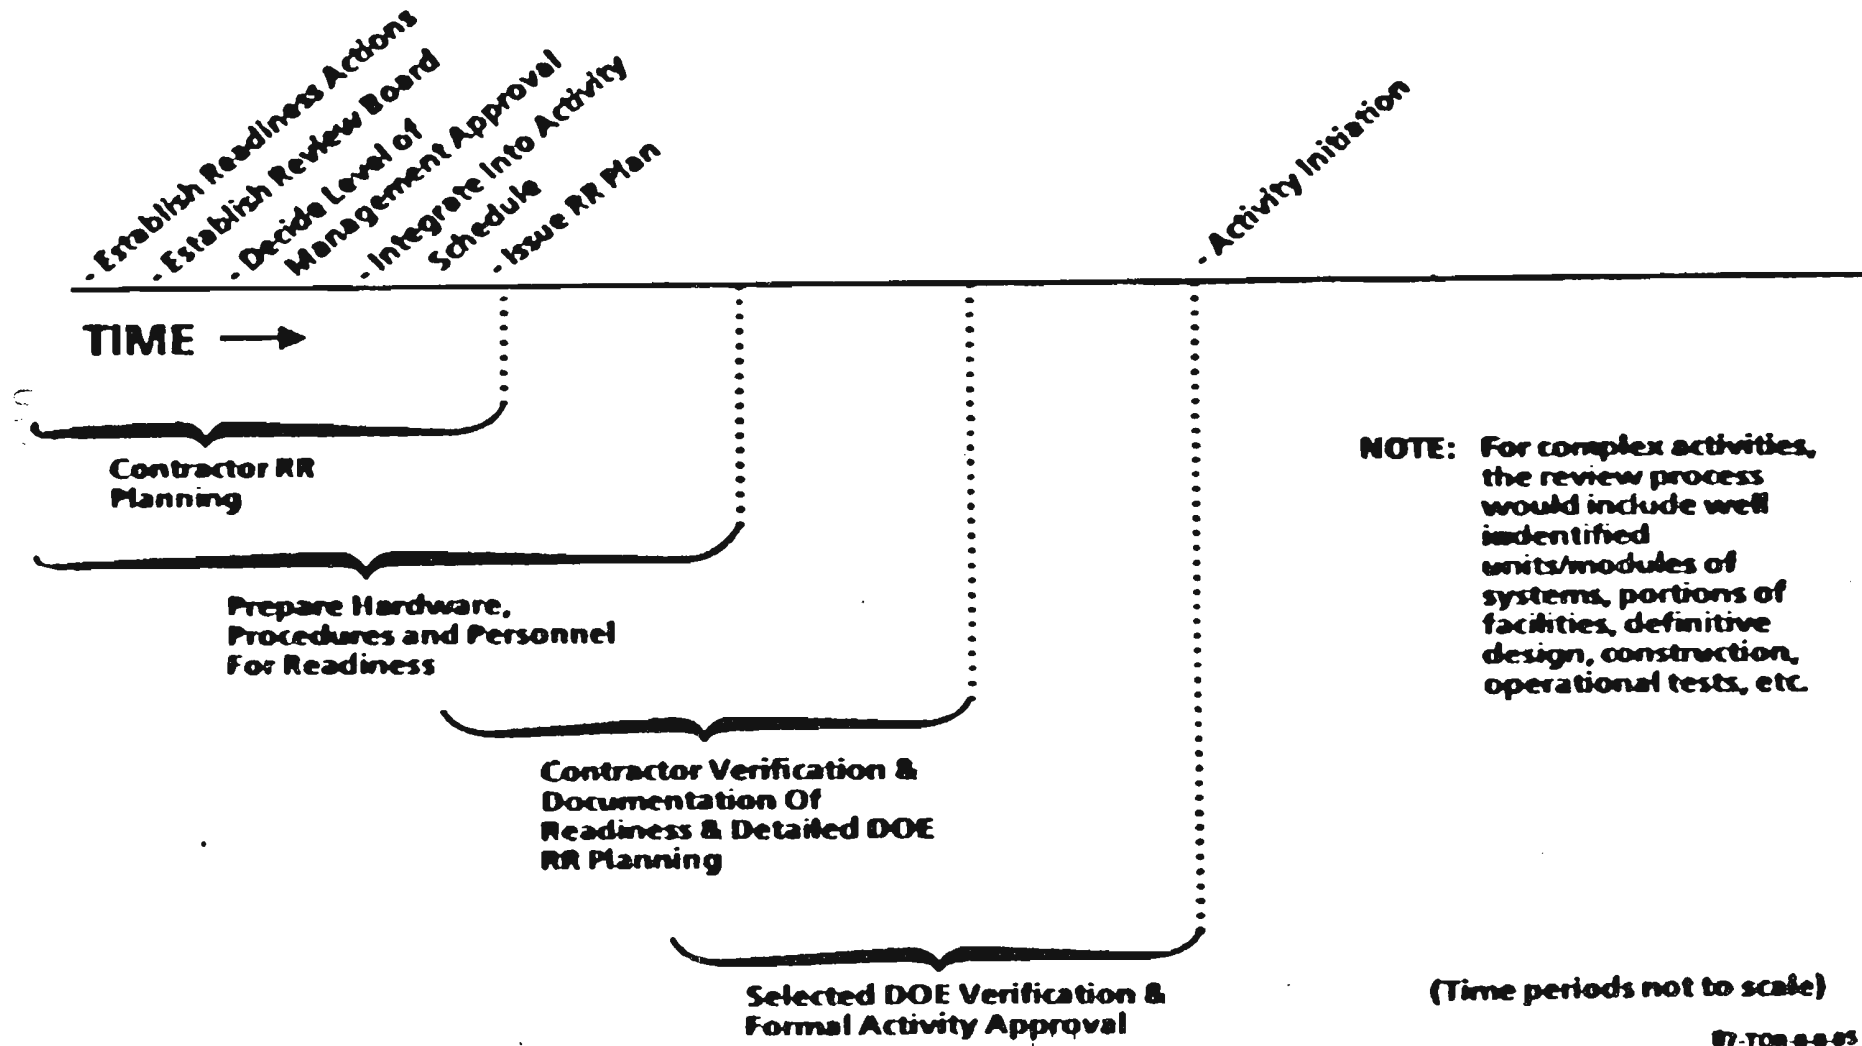 - Establish Readiness Actions
- Establish Review Board
- Decide Level of
Management Approval
- Integrate Into Activity
Schedule
- Issue RR Plan
- Activity Initiation
TIME
Contractor RR
Planning
Prepare Hardware,
Procedures and Personnel
For Readiness
Contractor Verification &
Documentation Of
Readiness & Detailed DOE
RR Planning
Selected DOE Verification &
Formal Activity Approval
NOTE: For complex activities,
the review process
would include well
indentified
units/modules of
systems, portions of
facilities, definitive
design, construction,
operational tests, etc.
(Time periods not to scale)